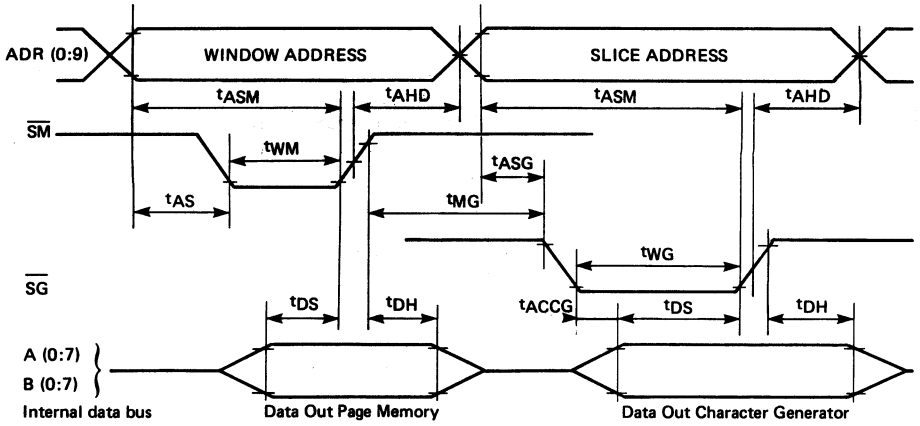 ADR (0:9) WINDOW ADDRESS SLICE ADDRESS
tASM tAHD tASM tAHD
SM
tWM
tASG
tAS tMG
tWG
SG
tDS tDH tACCG tDS tDH
A (0:7)
B (0:7)
Internal data bus Data Out Page Memory Data Out Character Generator